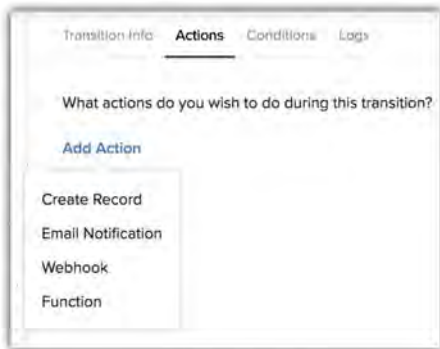 Transition Info Actions Conditions Logs
What actions do you wish to do during this transition?
Add Action
Create Record
Email Notification
Webhook
Function